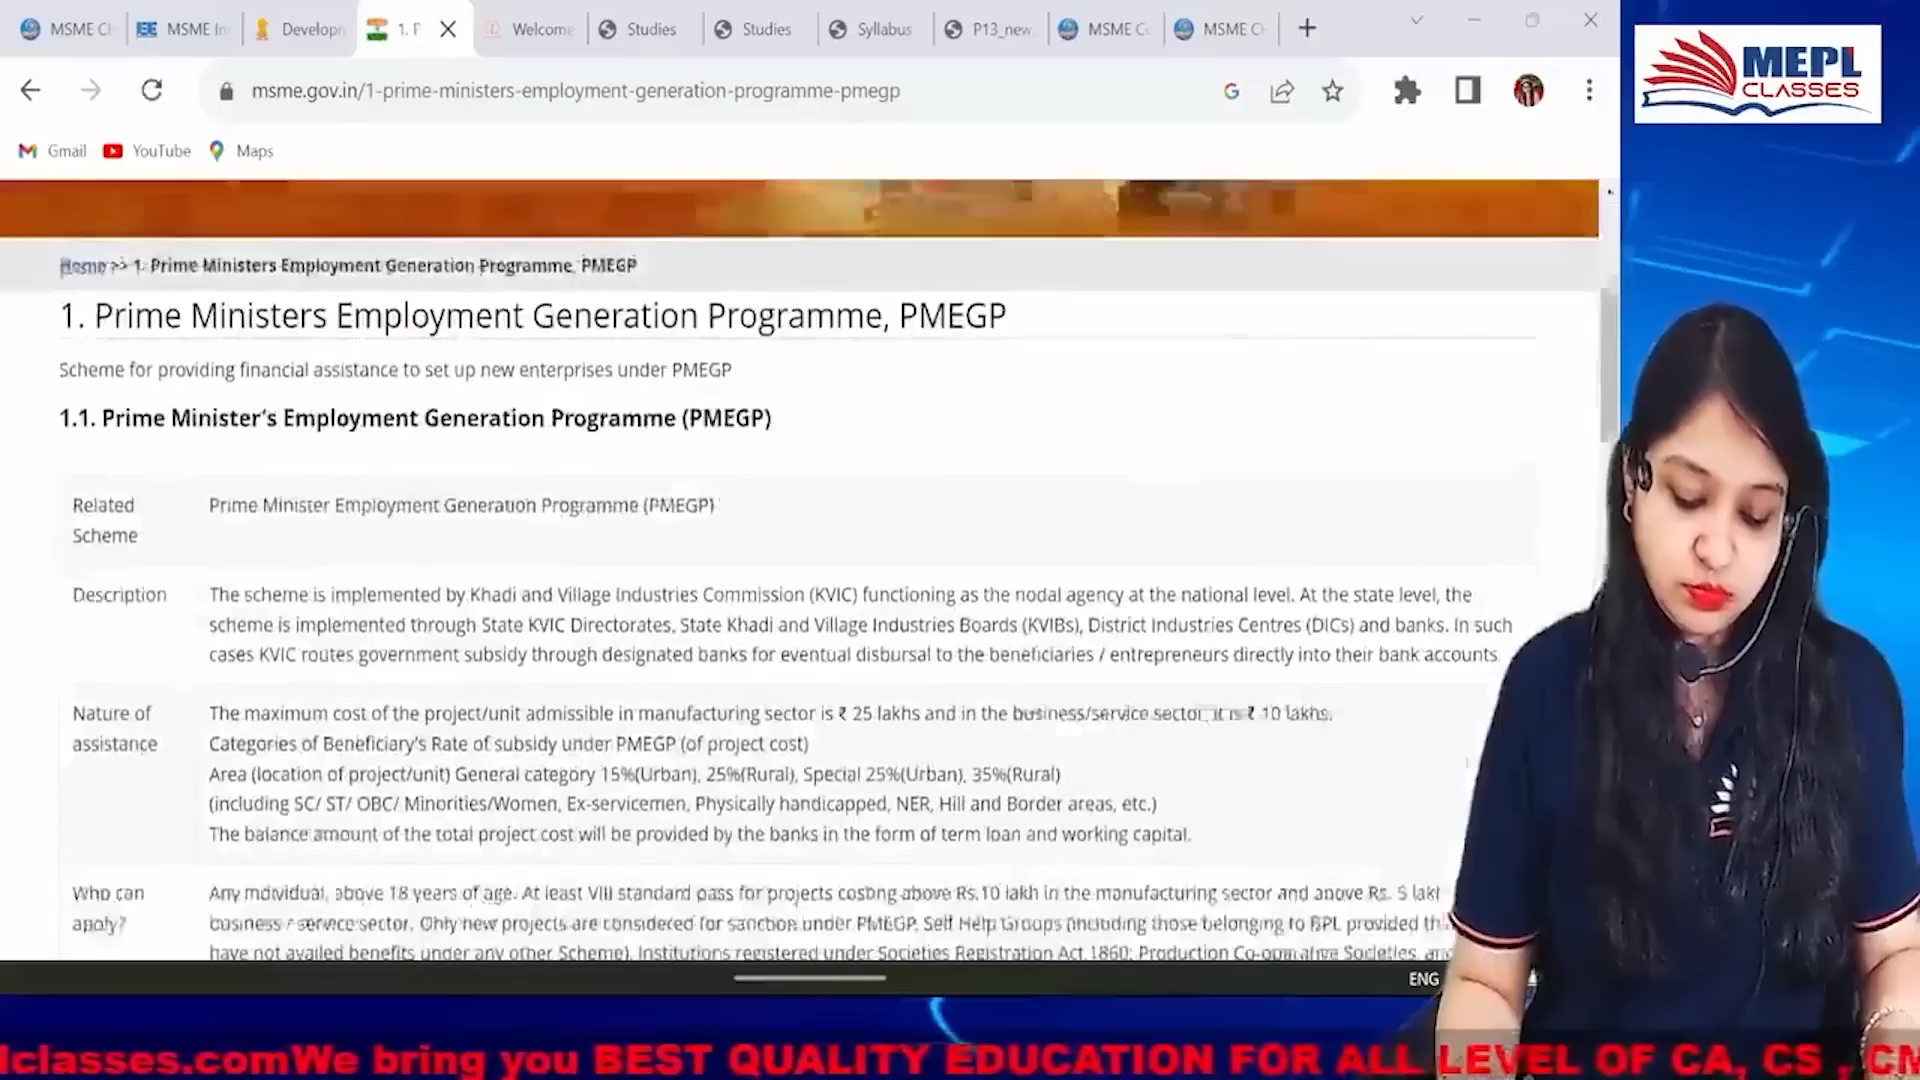 MSME Cl
MSME In
Developn
1. P
Welcome
Studies
Studies
Syllabus
P13_new
MSME Co
MSME Cl
MEPL
CLASSES
msme.gov.in/1-prime-ministers-employment-generation-programme-pmegp
Gmail
YouTube
Maps
Home >> 1. Prime Ministers Employment Generation Programme, PMEGP
1. Prime Ministers Employment Generation Programme, PMEGP
Scheme for providing financial assistance to set up new enterprises under PMEGP
1.1. Prime Minister's Employment Generation Programme (PMEGP)
Related Scheme
Prime Minister Employment Generation Programme (PMEGP)
Description
The scheme is implemented by Khadi and Village Industries Commission (KVIC) functioning as the nodal agency at the national level. At the state level, the
scheme is implemented through State KVIC Directorates, State Khadi and Village Industries Boards (KVIBs), District Industries Centres (DICs) and banks. In such
cases KVIC routes government subsidy through designated banks for eventual disbursal to the beneficiaries / entrepreneurs directly into their bank accounts.
Nature of assistance
The maximum cost of the project/unit admissible in manufacturing sector is ₹ 25 lakhs and in the business/service sector, it is ₹ 10 lakhs.
Categories of Beneficiary's Rate of subsidy under PMEGP (of project cost)
Area (location of project/unit) General category 15%(Urban), 25%(Rural), Special 25%(Urban), 35%(Rural)
(including SC/ ST/ OBC/ Minorities/Women, Ex-servicemen, Physically handicapped, NER, Hill and Border areas, etc.)
The balance amount of the total project cost will be provided by the banks in the form of term loan and working capital.
Who can apply?
Any individual, above 18 years of age. At least VIII standard pass for projects costing above Rs.10 lakh in the manufacturing sector and above Rs. 5 lak
business / service sector. Only new projects are considered for sanction under PMEGP. Self Help Groups (including those belonging to BPL provided th
have not availed benefits under any other Scheme), Institutions registered under Societies Registration Act,1860; Production Co-operative Societies, an
ENG
lclasses.comWe bring you BEST QUALITY EDUCATION FOR ALL LEVEL OF CA, CS , CM